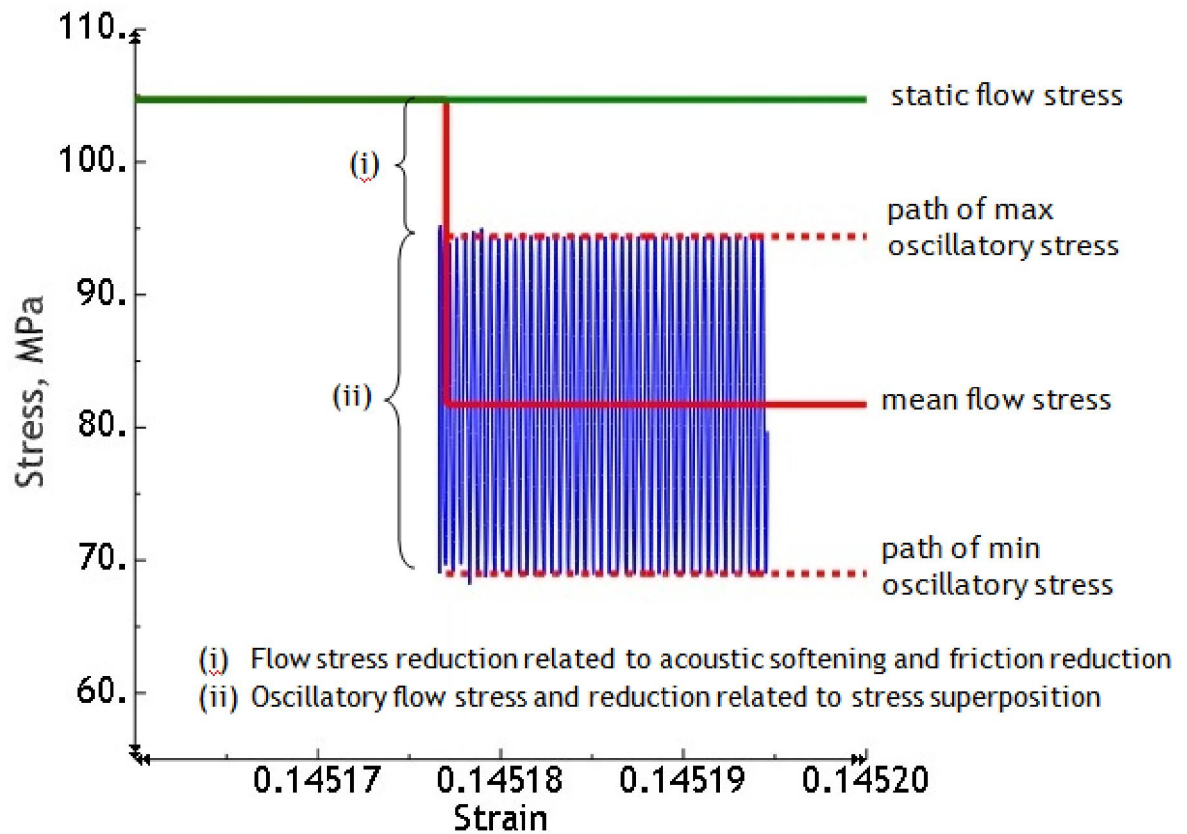 110.
static flow stress
100.
(i)
path of max
oscillatory stress
90.
Stress, MPa
(ii)
mean flow stress
80.
70.
path of min
oscillatory stress
(i) Flow stress reduction related to acoustic softening and friction reduction
(ii) Oscillatory flow stress and reduction related to stress superposition
60.
0.14517 0.14518 0.14519 0.14520
Strain